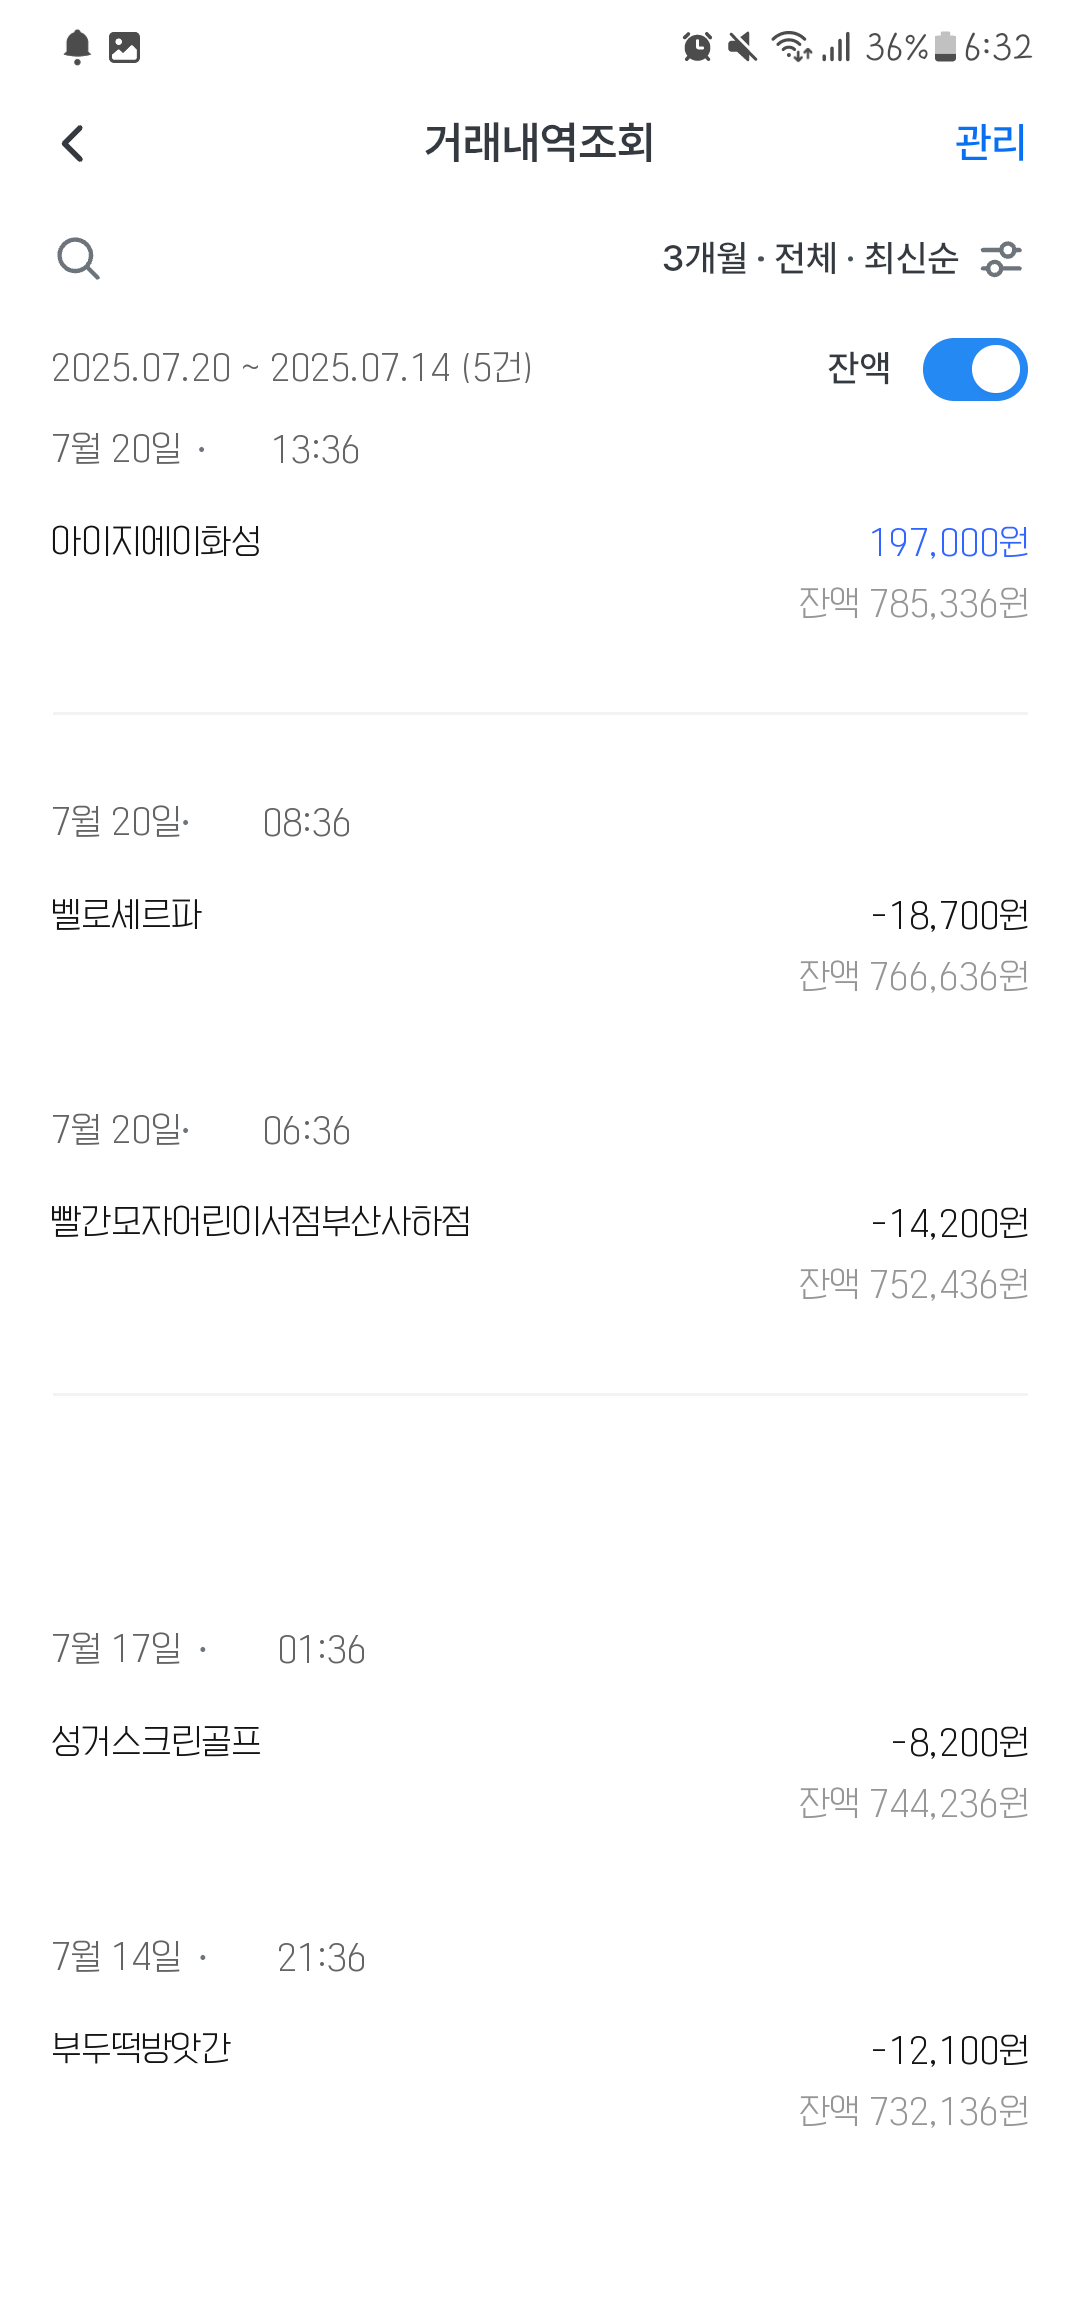 36% 6:32
거래내역조회
관리
3개월 · 전체 · 최신순
2025.07.20 ~ 2025.07.14 (5건)
잔액
7월 20일 · 13:36
아이지에이화성
197,000원
잔액 785,336원
7월 20일· 08:36
벨로셰르파
-18,700원
잔액 766,636원
7월 20일· 06:36
빨간모자어린이서점부산사하점
-14,200원
잔액 752,436원
7월 17일 · 01:36
성거스크린골프
-8,200원
잔액 744,236원
7월 14일 · 21:36
부두떡방앗간
-12,100원
잔액 732,136원